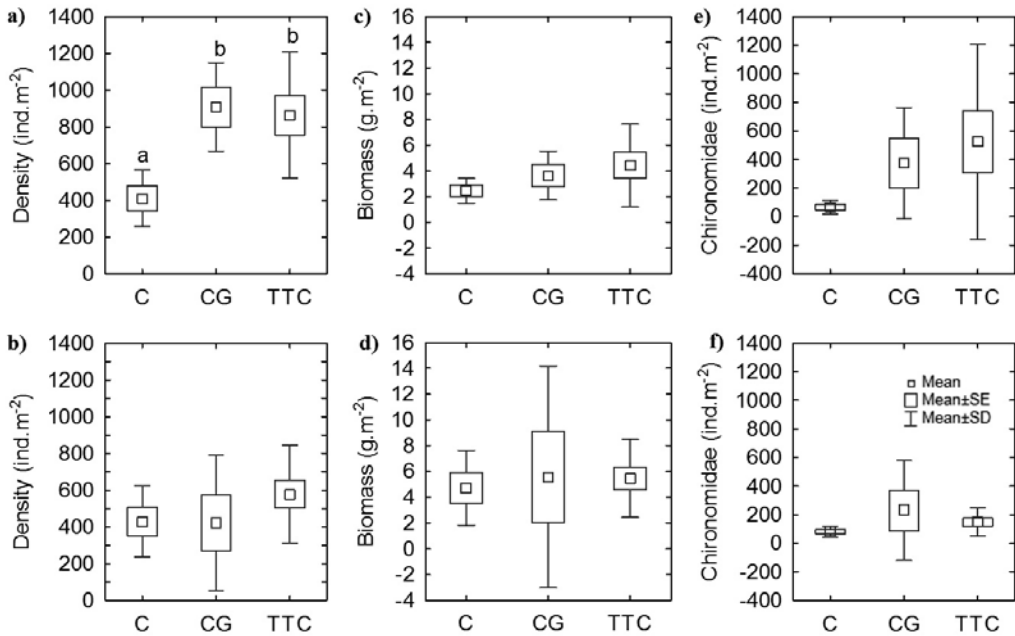 a)
1400
1200
1000
800
600
400
200
0
Density (ind.m-2)
a
b
b
C CG TTC
c)
16
14
12
10
8
6
4
2
0
-2
-4
Biomass (g.m-2)
C CG TTC
e)
1400
1200
1000
800
600
400
200
0
-200
-400
Chironomidae (ind.m-2)
C CG TTC
b)
1400
1200
1000
800
600
400
200
0
Density (ind.m-2)
C CG TTC
d)
16
14
12
10
8
6
4
2
0
-2
-4
Biomass (g.m-2)
C CG TTC
f)
1400
1200
1000
800
600
400
200
0
-200
-400
Chironomidae (ind.m-2)
Mean
Mean±SE
Mean±SD
C CG TTC